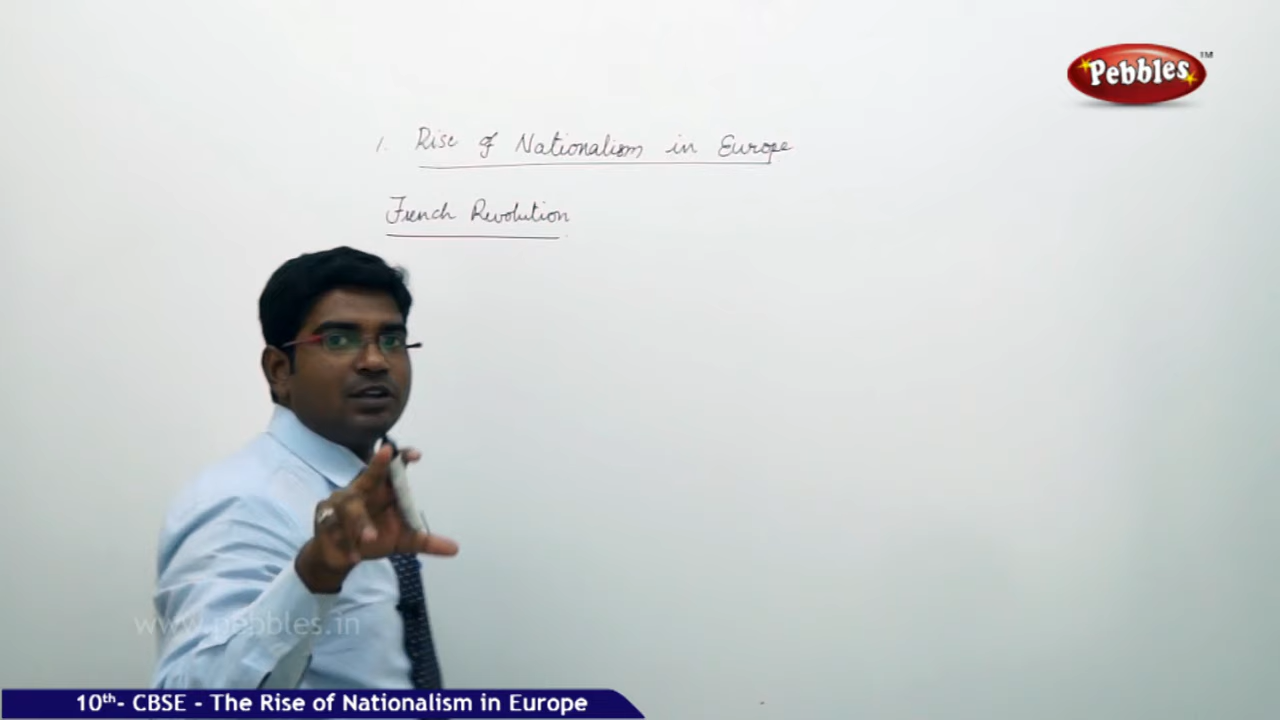 Pebbles™
1. Rise of Nationalism in Europe
French Revolution
www.pebbles.in
10th- CBSE - The Rise of Nationalism in Europe